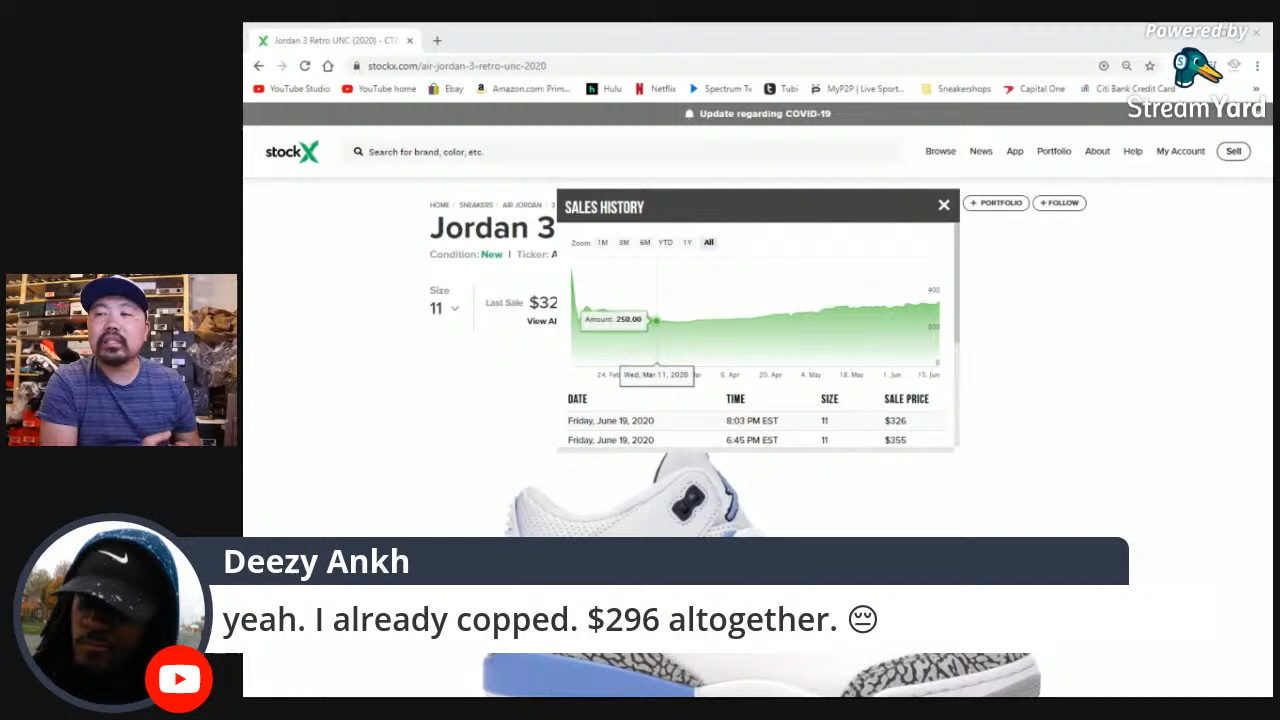 Powered by
StreamYard
Jordan 3 Retro UNC (2020) - CT
stockx.com/air-jordan-3-retro-unc-2020
YouTube Studio
YouTube home
Ebay
Amazon.com: Prim...
Hulu
Netflix
Spectrum Tv
Tubi
MyP2P | Live Sport...
Sneakershops
Capital One
Citi Bank Credit Card
Update regarding COVID-19
stockX
Search for brand, color, etc.
Browse News App Portfolio About Help My Account Sell
HOME / SNEAKERS / AIR JORDAN / 3
+ PORTFOLIO
+ FOLLOW
Jordan 3
Condition: New | Ticker: A
Size
11
Last Sale $32
View Al
SALES HISTORY
Zoom 1M 3M 6M YTD 1Y All
400
200
0
Amount: 250.00
24. Feb
Wed, Mar 11, 2020
6. Apr 20. Apr 4. May 18. May 1. Jun 15. Jun
DATE TIME SIZE SALE PRICE
Friday, June 19, 2020 8:03 PM EST 11 $326
Friday, June 19, 2020 6:45 PM EST 11 $355
Deezy Ankh
yeah. I already copped. $296 altogether. 😔